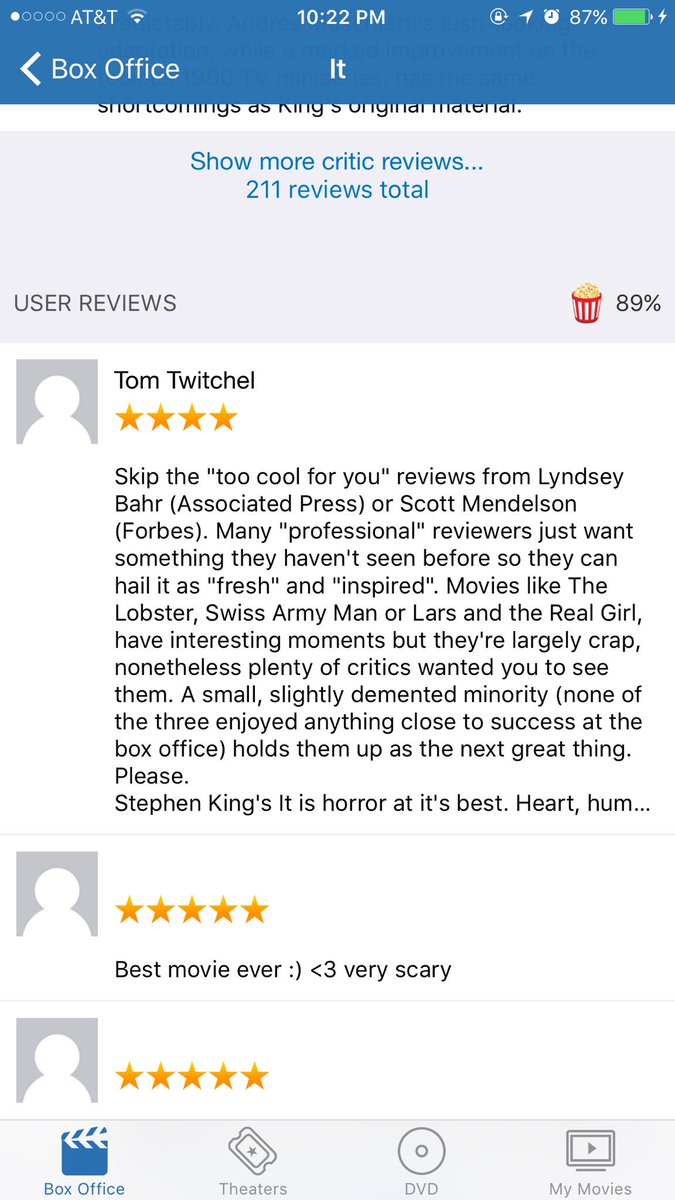 AT&T 10:22 PM 87%
Predictably, Andrés Muschietti's lush-looking
Box Office It
adaptation, while a marked improvement on the
1990 TV miniseries, has the same
shortcomings as King's original material.
Show more critic reviews...
211 reviews total
USER REVIEWS 89%
Tom Twitchel
Skip the "too cool for you" reviews from Lyndsey
Bahr (Associated Press) or Scott Mendelson
(Forbes). Many "professional" reviewers just want
something they haven't seen before so they can
hail it as "fresh" and "inspired". Movies like The
Lobster, Swiss Army Man or Lars and the Real Girl,
have interesting moments but they're largely crap,
nonetheless plenty of critics wanted you to see
them. A small, slightly demented minority (none of
the three enjoyed anything close to success at the
box office) holds them up as the next great thing.
Please.
Stephen King's It is horror at it's best. Heart, hum...
Best movie ever :) <3 very scary
Box Office Theaters DVD My Movies